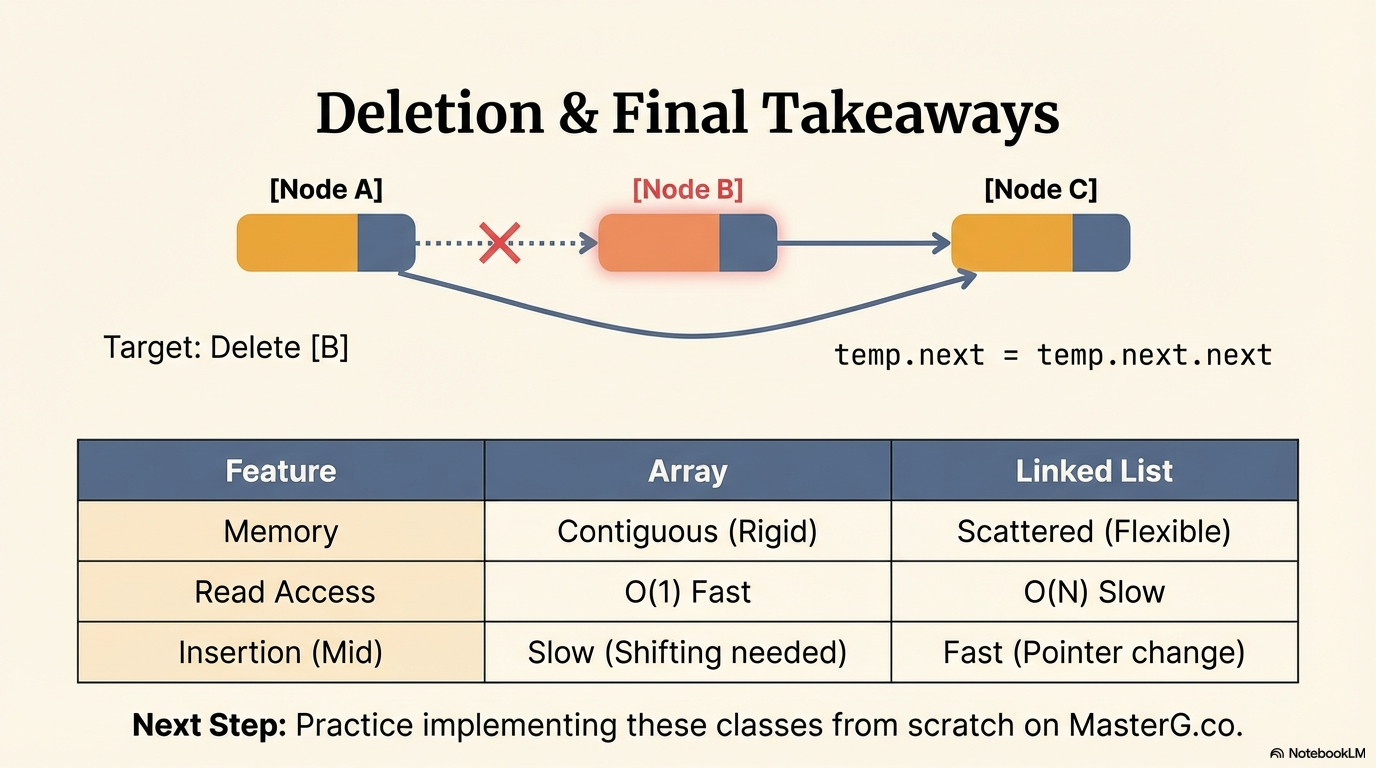 Deletion & Final Takeaways
[Node A] [Node B] [Node C]
Target: Delete [B]
temp.next = temp.next.next
Feature Array Linked List
Memory Contiguous (Rigid) Scattered (Flexible)
Read Access O(1) Fast O(N) Slow
Insertion (Mid) Slow (Shifting needed) Fast (Pointer change)
Next Step: Practice implementing these classes from scratch on MasterG.co.
NotebookLM